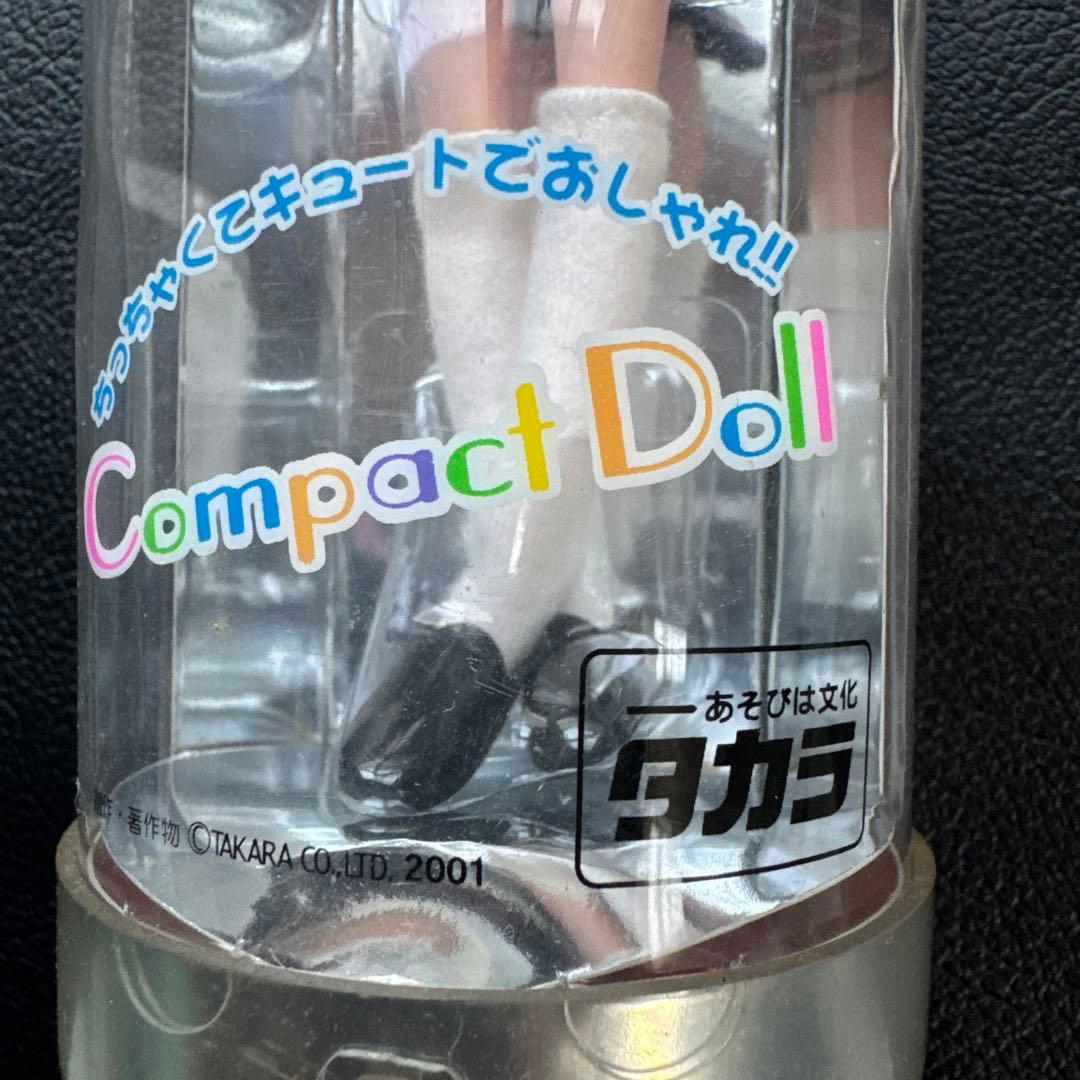 ちっちゃくてキュートでおしゃれ!!
Compact Doll
—あそびは文化
タカラ
創作・著作物 ©TAKARA CO.,LTD. 2001